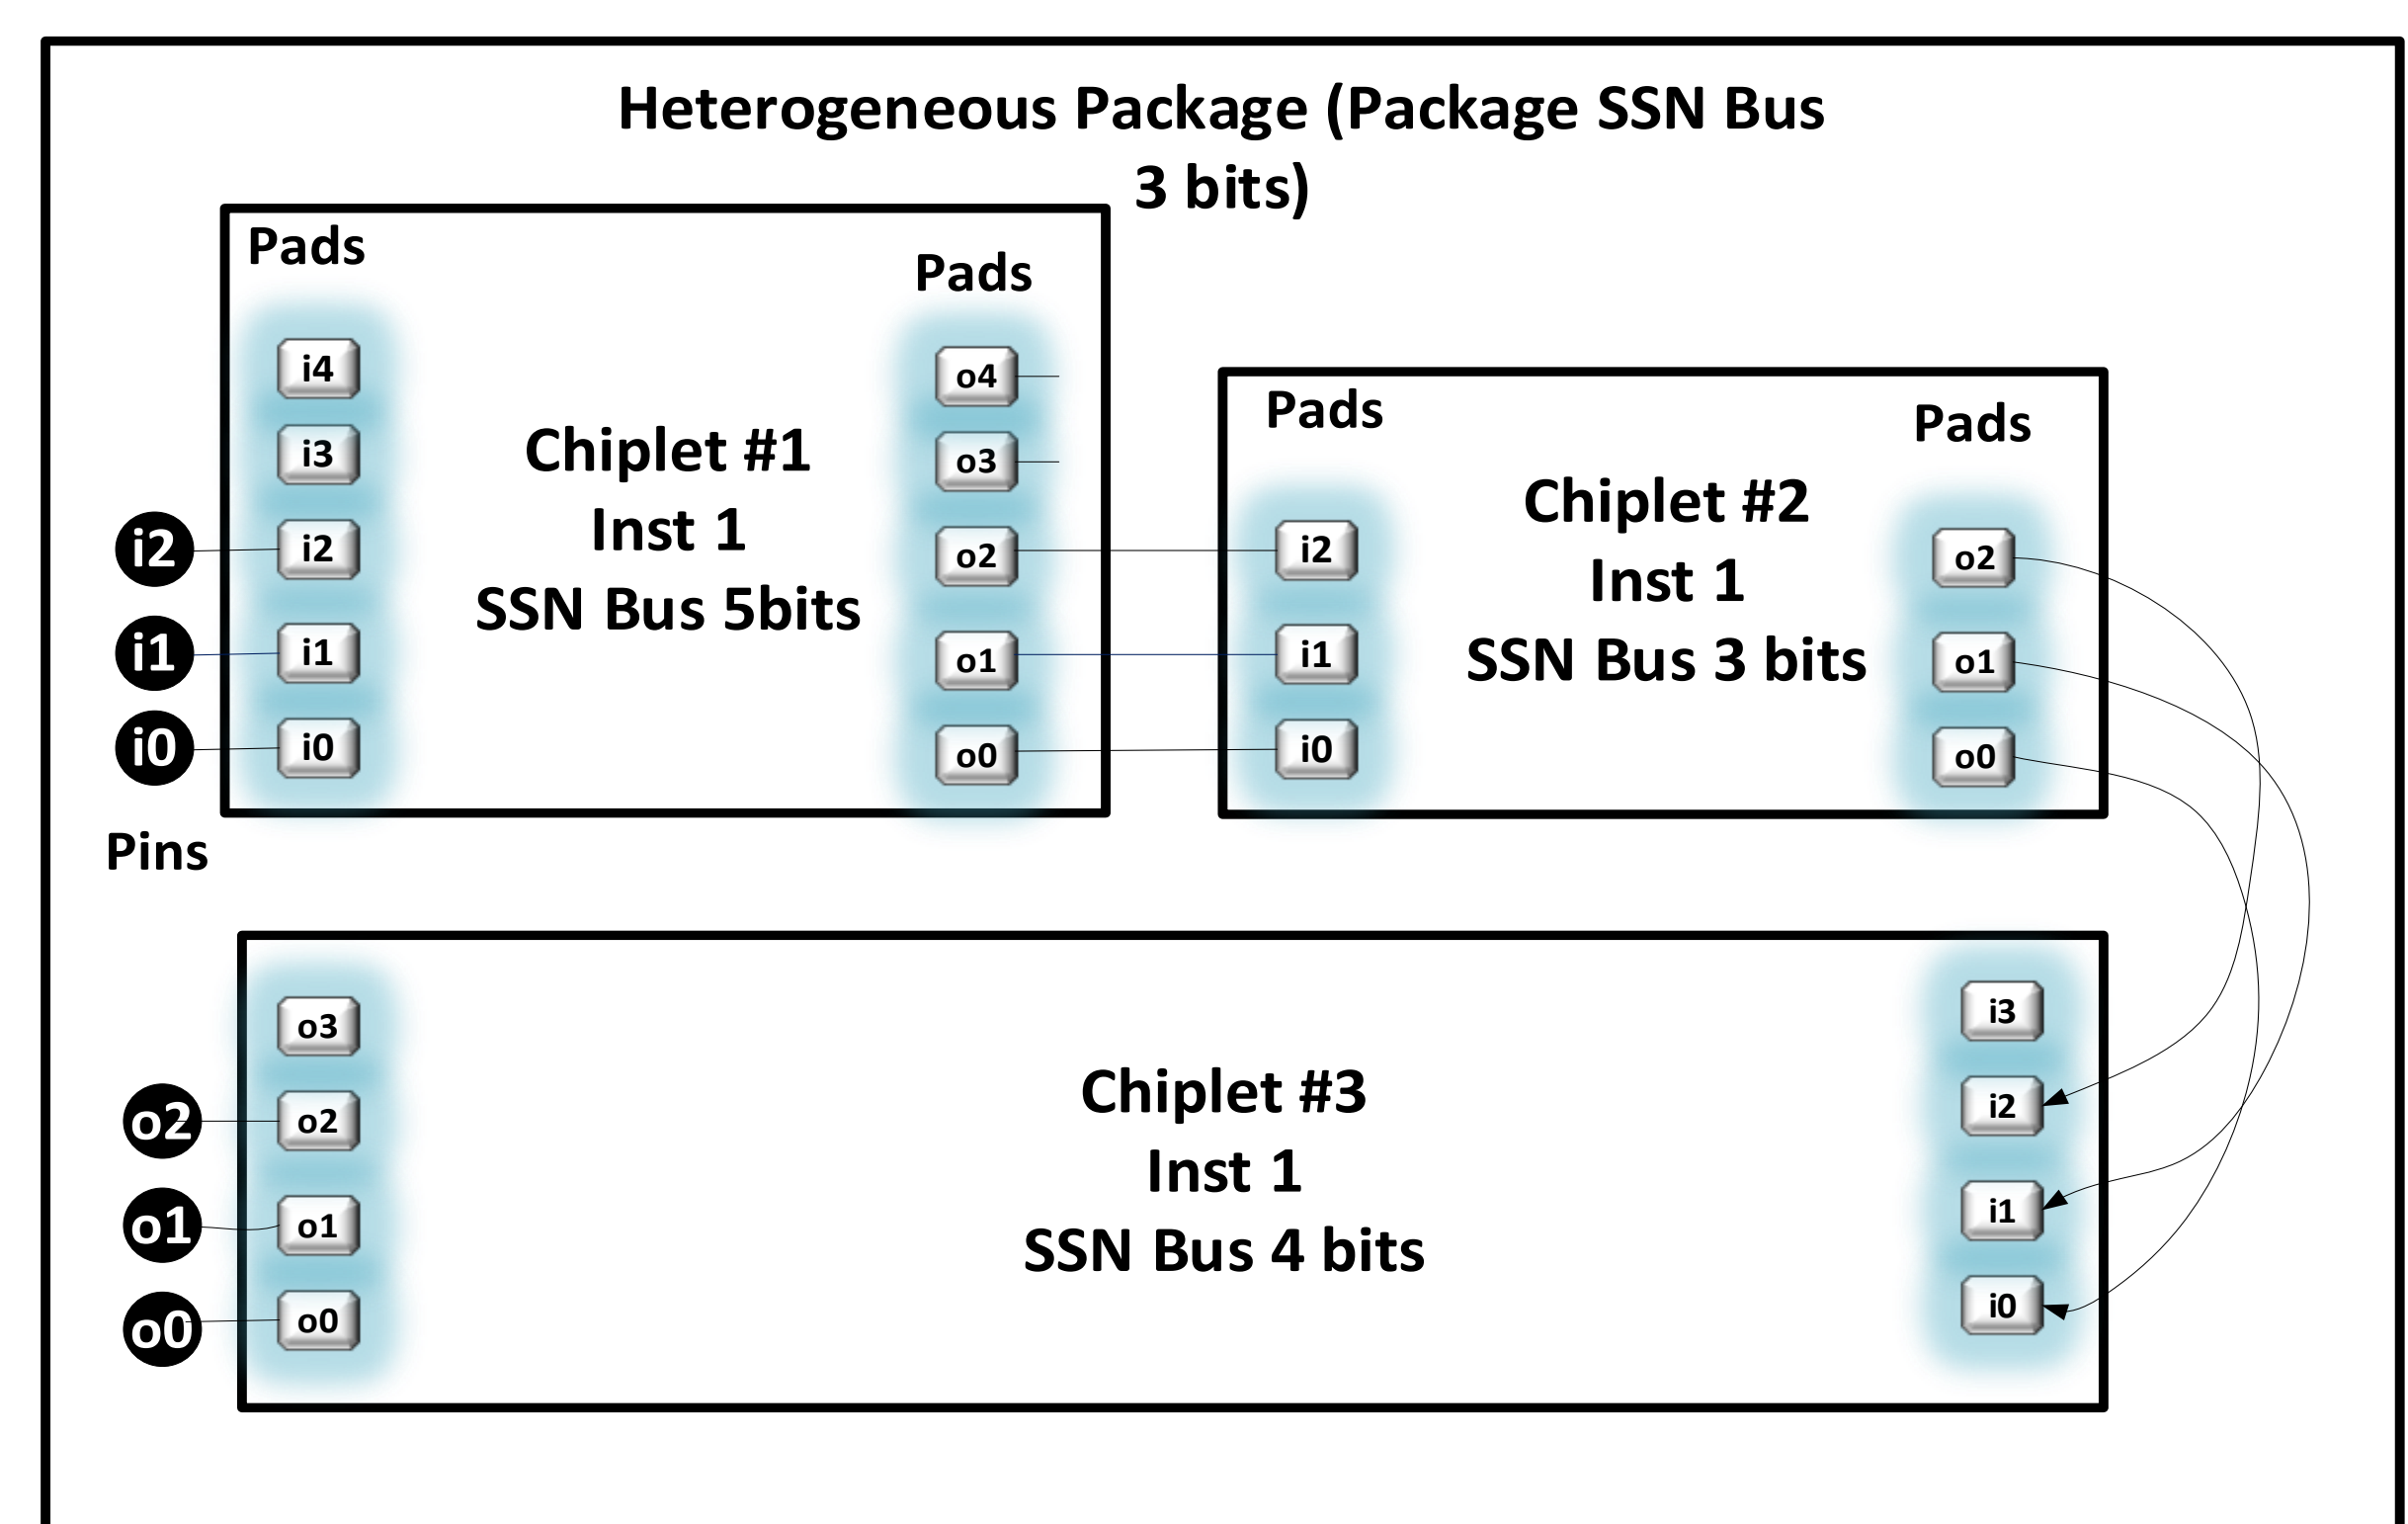 Heterogeneous Package (Package SSN Bus
3 bits)
Pads
Pads
i4
i3
i2
i1
i0
i2
i1
i0
Pins
Chiplet #1
Inst 1
SSN Bus 5bits
o4
o3
o2
o1
o0
Pads
Pads
i2
i1
i0
Chiplet #2
Inst 1
SSN Bus 3 bits
o2
o1
o0
o3
o2
o1
o0
o2
o1
o0
Chiplet #3
Inst 1
SSN Bus 4 bits
i3
i2
i1
i0